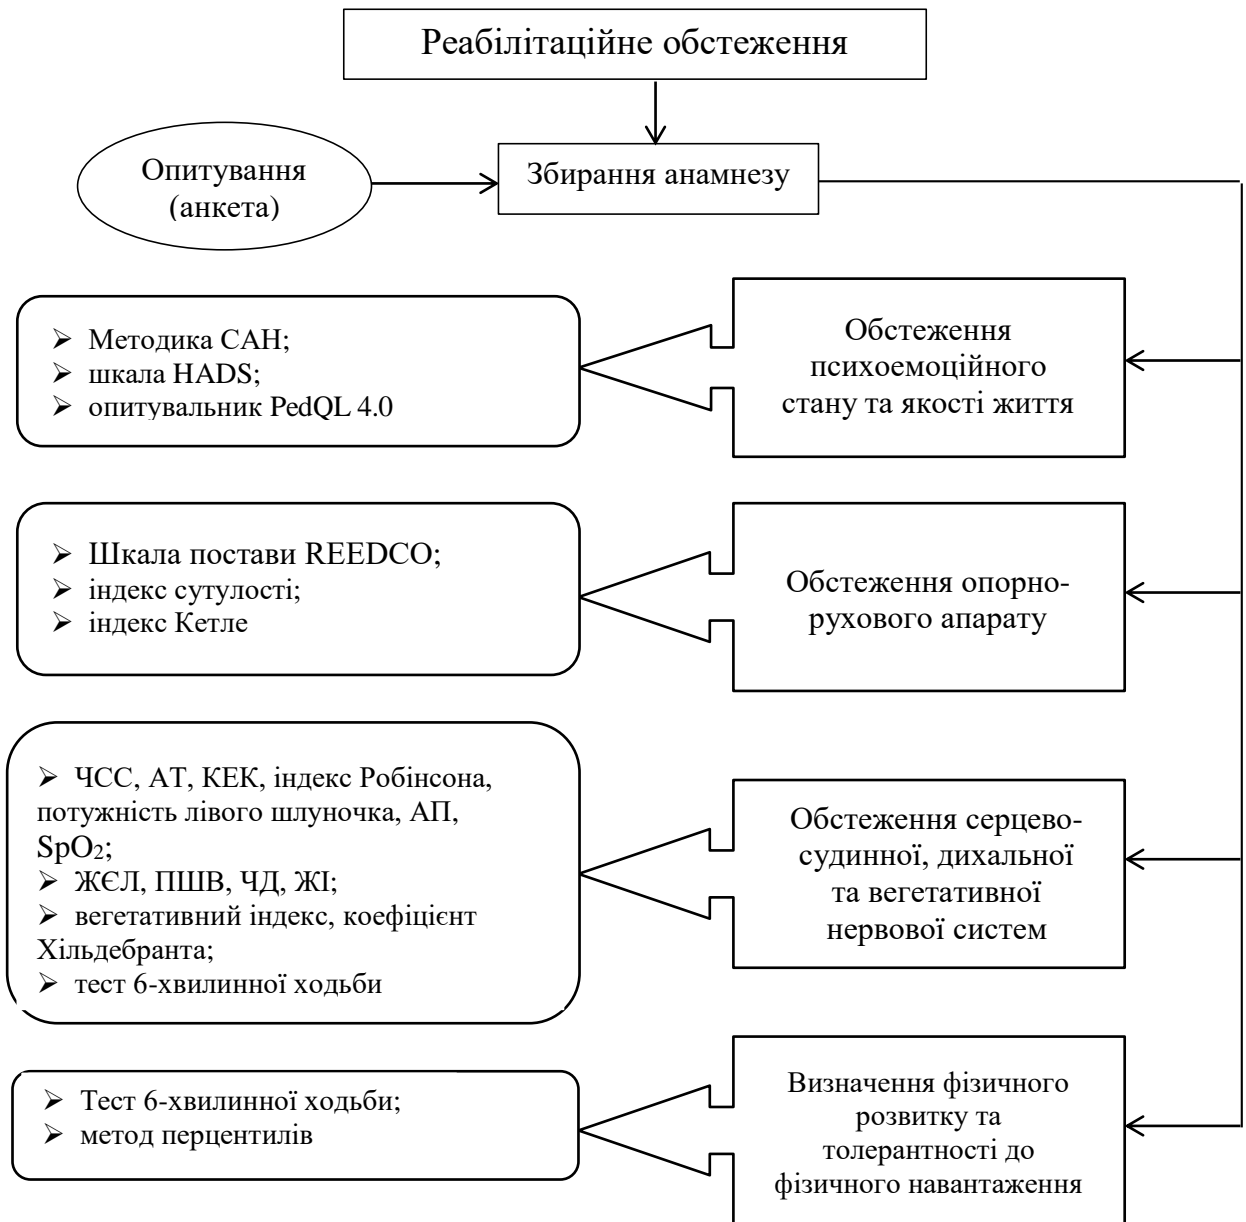 Реабілітаційне обстеження
Опитування
(анкета)
Збирання анамнезу
➢ Методика САН;
➢ шкала HADS;
➢ опитувальник PedQL 4.0
Обстеження
психоемоційного
стану та якості життя
➢ Шкала постави REEDCO;
➢ індекс сутулості;
➢ індекс Кетле
Обстеження опорно-
рухового апарату
➢ ЧСС, АТ, КЕК, індекс Робінсона,
потужність лівого шлуночка, АП,
SpO₂;
➢ ЖЄЛ, ПШВ, ЧД, ЖІ;
➢ вегетативний індекс, коефіцієнт
Хільдебранта;
➢ тест 6-хвилинної ходьби
Обстеження серцево-
судинної, дихальної
та вегетативної
нервової систем
➢ Тест 6-хвилинної ходьби;
➢ метод перцентилів
Визначення фізичного
розвитку та
толерантності до
фізичного навантаження